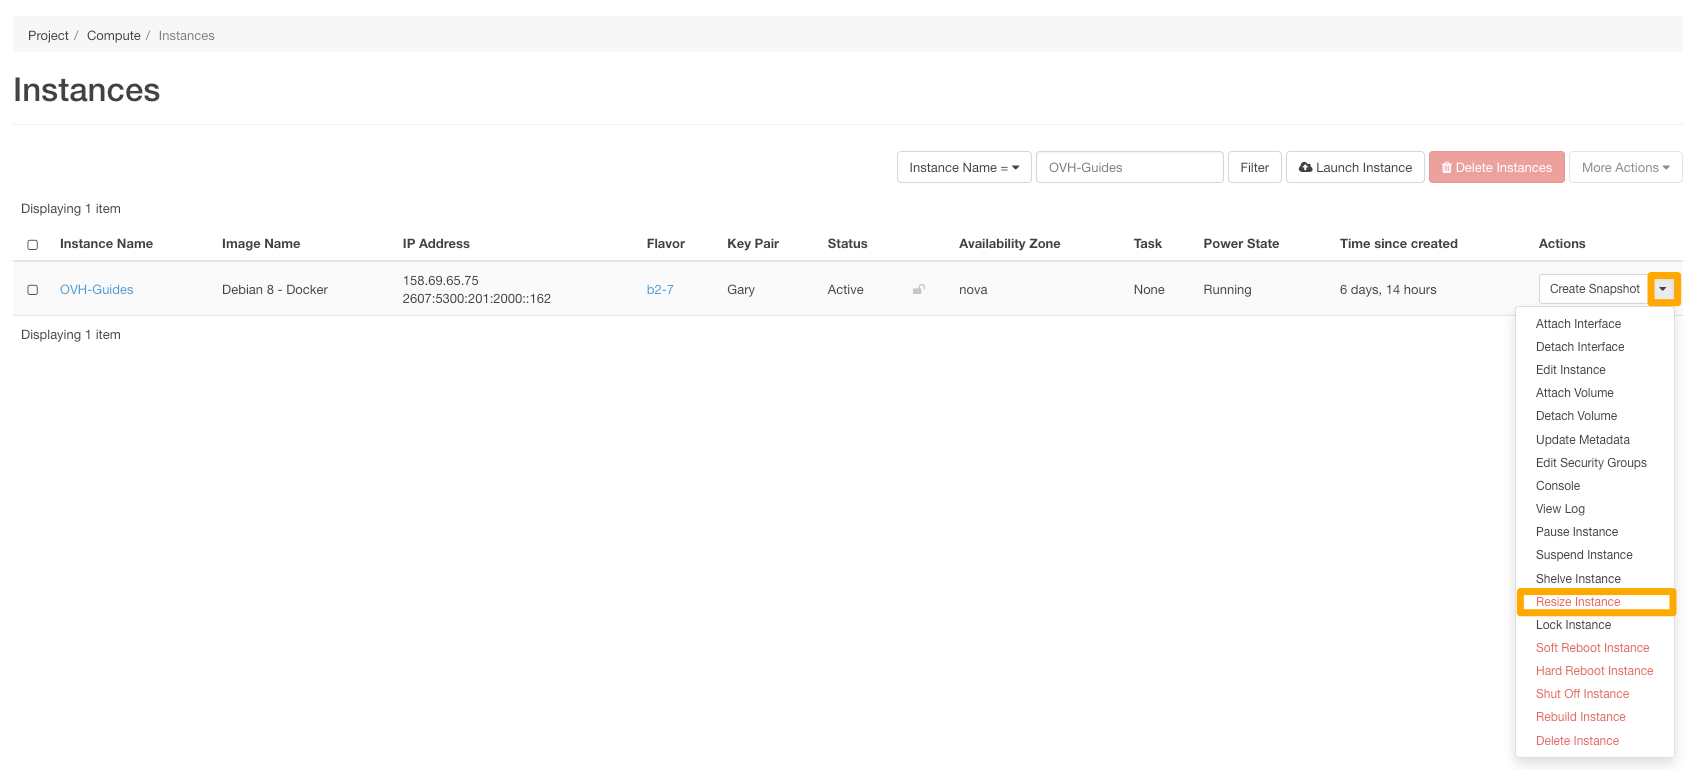 Project / Compute / Instances
Instances
Instance Name = OVH-Guides Filter Launch Instance Delete Instances More Actions
Displaying 1 item
Instance Name Image Name IP Address Flavor Key Pair Status Availability Zone Task Power State Time since created Actions
OVH-Guides Debian 8 - Docker 158.69.65.75 b2-7 Gary Active nova None Running 6 days, 14 hours Create Snapshot
2607:5300:201:2000::162
Displaying 1 item
Attach Interface
Detach Interface
Edit Instance
Attach Volume
Detach Volume
Update Metadata
Edit Security Groups
Console
View Log
Pause Instance
Suspend Instance
Shelve Instance
Resize Instance
Lock Instance
Soft Reboot Instance
Hard Reboot Instance
Shut Off Instance
Rebuild Instance
Delete Instance